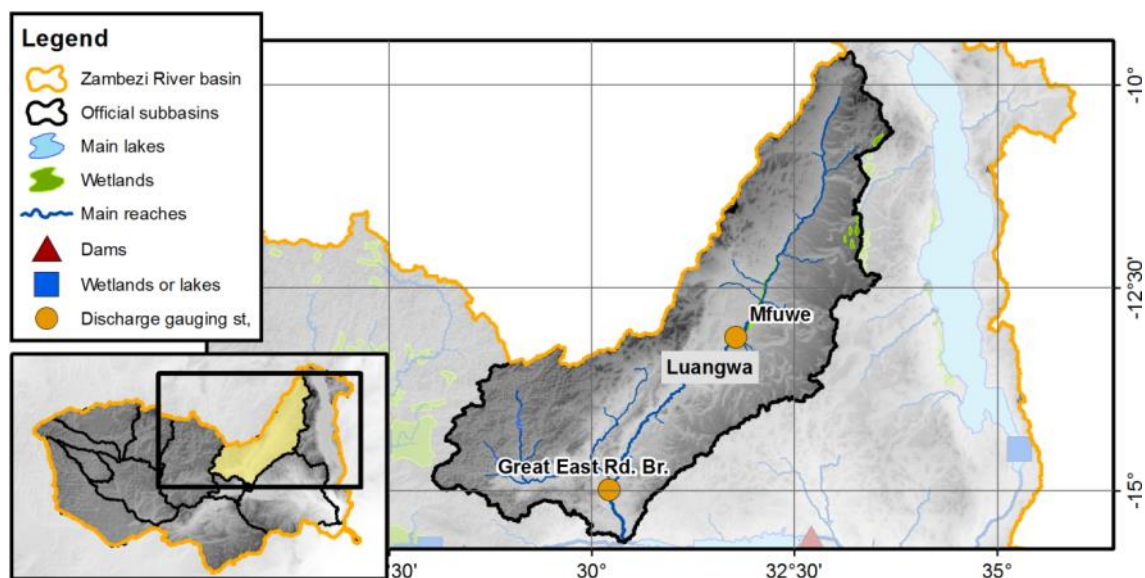 Legend
Zambezi River basin
Official subbasins
Main lakes
Wetlands
Main reaches
Dams
Wetlands or lakes
Discharge gauging st,
-10°
-12°30'
Mfuwe
Luangwa
Great East Rd. Br.
-15°
30'
30°
32°30'
35°